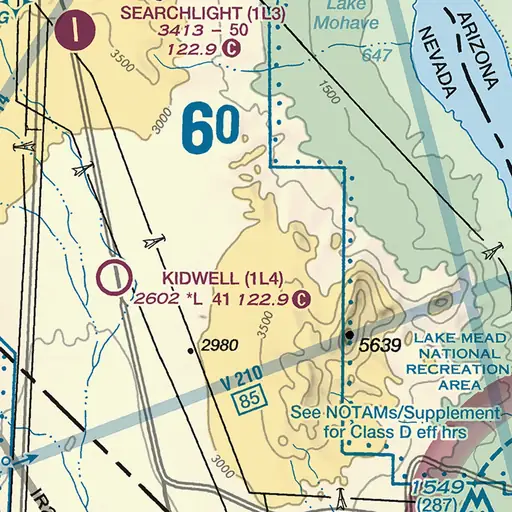 SEARCHLIGHT (1L3)
3413 - 50
122.9 C
3500
3000
60
Lake
Mohave
647
1500
ARIZONA
NEVADA
KIDWELL (1L4)
2602 *L 41 122.9 C
3500
2980
5639
V 210
85
LAKE MEAD
NATIONAL
RECREATION
AREA
See NOTAMs/Supplement
for Class D eff hrs
3000
1549
(287)